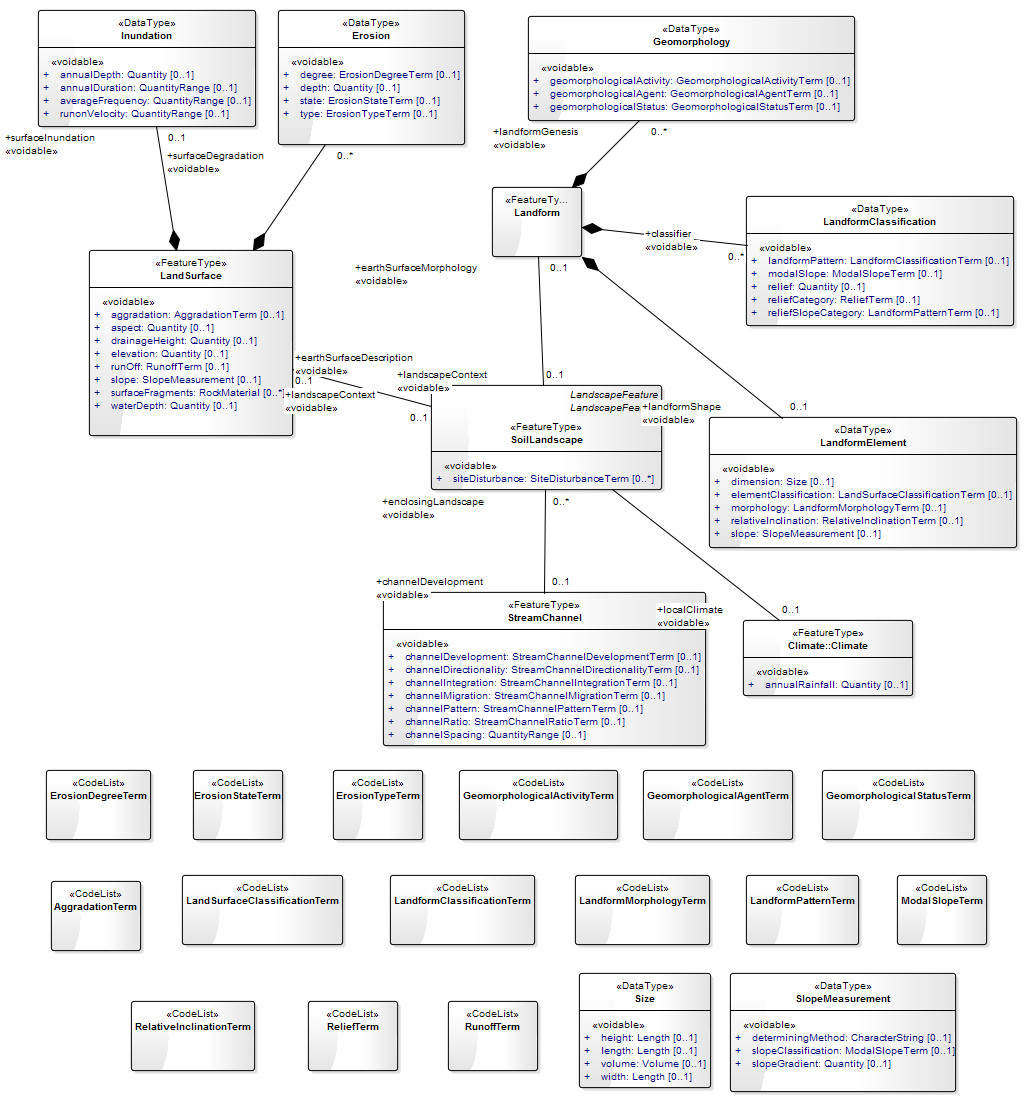 «DataType»
Inundation
«voidable»
+ annualDepth: Quantity [0..1]
+ annualDuration: QuantityRange [0..1]
+ averageFrequency: QuantityRange [0..1]
+ runonVelocity: QuantityRange [0..1]
«DataType»
Erosion
«voidable»
+ degree: ErosionDegreeTerm [0..1]
+ depth: Quantity [0..1]
+ state: ErosionStateTerm [0..1]
+ type: ErosionTypeTerm [0..1]
«DataType»
Geomorphology
«voidable»
+ geomorphologicalActivity: GeomorphologicalActivityTerm [0..1]
+ geomorphologicalAgent: GeomorphologicalAgentTerm [0..1]
+ geomorphologicalStatus: GeomorphologicalStatusTerm [0..1]
+surfaceInundation
«voidable»
0..1
+surfaceDegradation
«voidable»
0..*
+landformGenesis
«voidable»
0..*
«FeatureTy...
Landform
+classifier
«voidable»
0..*
«DataType»
LandformClassification
«voidable»
+ landformPattern: LandformClassificationTerm [0..1]
+ modalSlope: ModalSlopeTerm [0..1]
+ relief: Quantity [0..1]
+ reliefCategory: ReliefTerm [0..1]
+ reliefSlopeCategory: LandformPatternTerm [0..1]
+earthSurfaceMorphology
«voidable»
0..1
«FeatureType»
LandSurface
«voidable»
+ aggradation: AggradationTerm [0..1]
+ aspect: Quantity [0..1]
+ drainageHeight: Quantity [0..1]
+ elevation: Quantity [0..1]
+ runOff: RunoffTerm [0..1]
+ slope: SlopeMeasurement [0..1]
+ surfaceFragments: RockMaterial [0..*]
+ waterDepth: Quantity [0..1]
+earthSurfaceDescription
«voidable»
0..1
+landscapeContext
«voidable»
0..1
+landscapeContext
«voidable»
0..1
LandscapeFeature
LandscapeFea
«FeatureType»
SoilLandscape
«voidable»
+ siteDisturbance: SiteDisturbanceTerm [0..*]
+landformShape
«voidable»
0..1
«DataType»
LandformElement
«voidable»
+ dimension: Size [0..1]
+ elementClassification: LandSurfaceClassificationTerm [0..1]
+ morphology: LandformMorphologyTerm [0..1]
+ relativeInclination: RelativeInclinationTerm [0..1]
+ slope: SlopeMeasurement [0..1]
+enclosingLandscape
«voidable»
0..*
+channelDevelopment
«voidable»
0..1
«FeatureType»
StreamChannel
«voidable»
+ channelDevelopment: StreamChannelDevelopmentTerm [0..1]
+ channelDirectionality: StreamChannelDirectionalityTerm [0..1]
+ channelIntegration: StreamChannelIntegrationTerm [0..1]
+ channelMigration: StreamChannelMigrationTerm [0..1]
+ channelPattern: StreamChannelPatternTerm [0..1]
+ channelRatio: StreamChannelRatioTerm [0..1]
+ channelSpacing: QuantityRange [0..1]
+localClimate
«voidable»
0..1
«FeatureType»
Climate::Climate
«voidable»
+ annualRainfall: Quantity [0..1]
«CodeList»
ErosionDegreeTerm
«CodeList»
ErosionStateTerm
«CodeList»
ErosionTypeTerm
«CodeList»
GeomorphologicalActivityTerm
«CodeList»
GeomorphologicalAgentTerm
«CodeList»
GeomorphologicalStatusTerm
«CodeList»
AggradationTerm
«CodeList»
LandSurfaceClassificationTerm
«CodeList»
LandformClassificationTerm
«CodeList»
LandformMorphologyTerm
«CodeList»
LandformPatternTerm
«CodeList»
ModalSlopeTerm
«CodeList»
RelativeInclinationTerm
«CodeList»
ReliefTerm
«CodeList»
RunoffTerm
«DataType»
Size
«voidable»
+ height: Length [0..1]
+ length: Length [0..1]
+ volume: Volume [0..1]
+ width: Length [0..1]
«DataType»
SlopeMeasurement
«voidable»
+ determiningMethod: CharacterString [0..1]
+ slopeClassification: ModalSlopeTerm [0..1]
+ slopeGradient: Quantity [0..1]